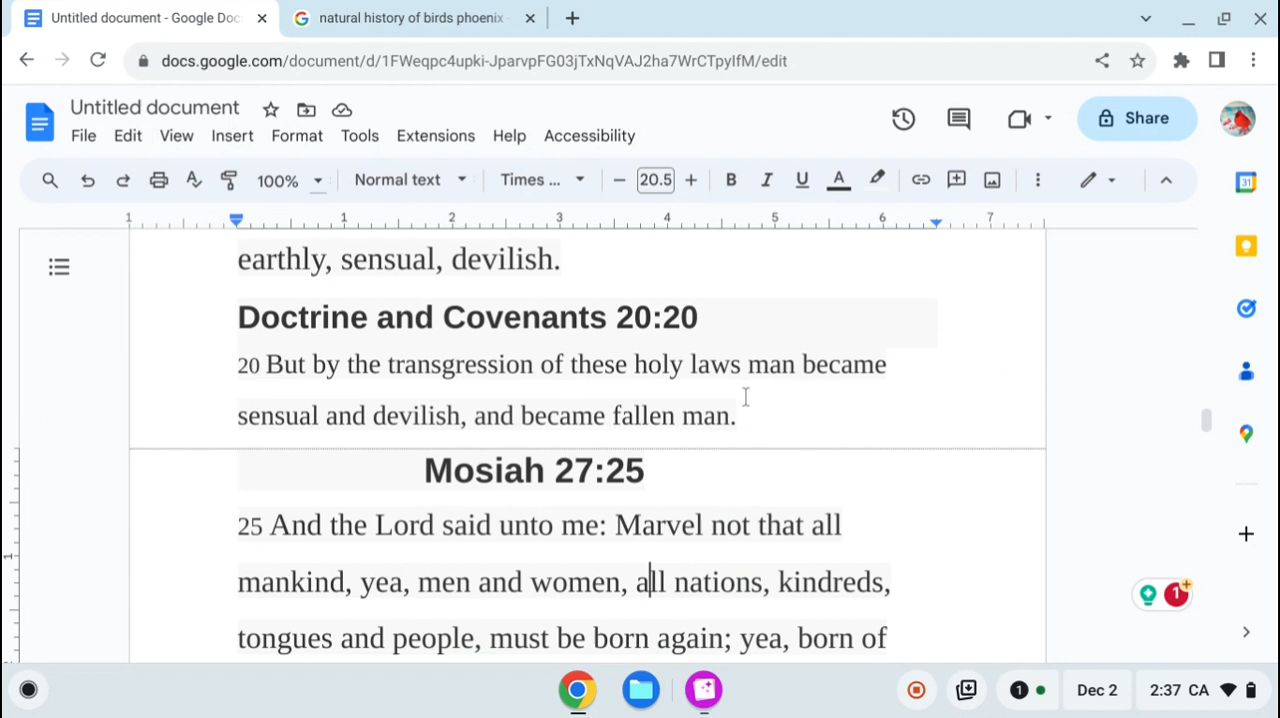 Untitled document - Google Doc
natural history of birds phoenix
docs.google.com/document/d/1FWeqpc4upki-JparvpFG03jTxNqVAJ2ha7WrCTpyIfM/edit
Untitled document
File Edit View Insert Format Tools Extensions Help Accessibility
Share
100% Normal text Times ... 20.5 B I U A
1 1 2 3 4 5 6 7
earthly, sensual, devilish.
Doctrine and Covenants 20:20
20 But by the transgression of these holy laws man became
sensual and devilish, and became fallen man.
Mosiah 27:25
25 And the Lord said unto me: Marvel not that all
mankind, yea, men and women, all nations, kindreds,
tongues and people, must be born again; yea, born of
1
1
31
1 Dec 2 2:37 CA